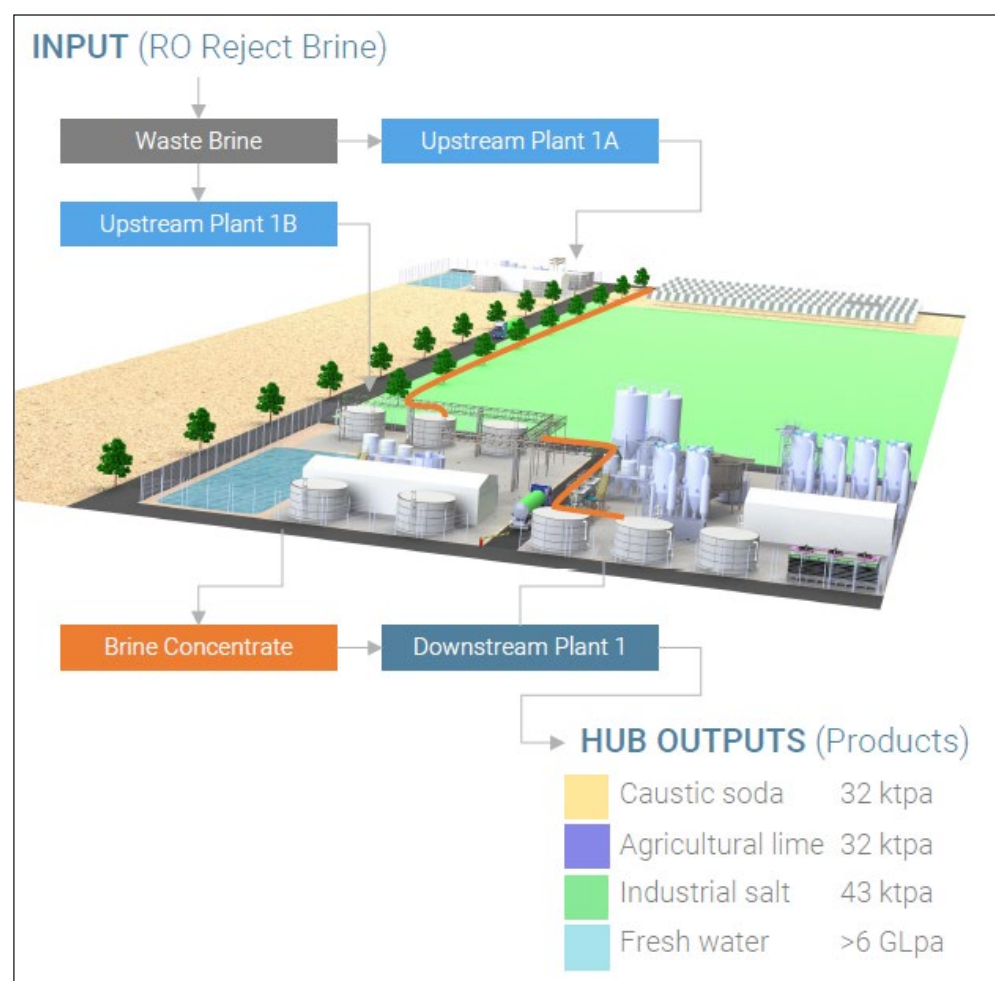 INPUT (RO Reject Brine)
Waste Brine
Upstream Plant 1A
Upstream Plant 1B
Brine Concentrate
Downstream Plant 1
HUB OUTPUTS (Products)
Caustic soda 32 ktpa
Agricultural lime 32 ktpa
Industrial salt 43 ktpa
Fresh water >6 GLpa